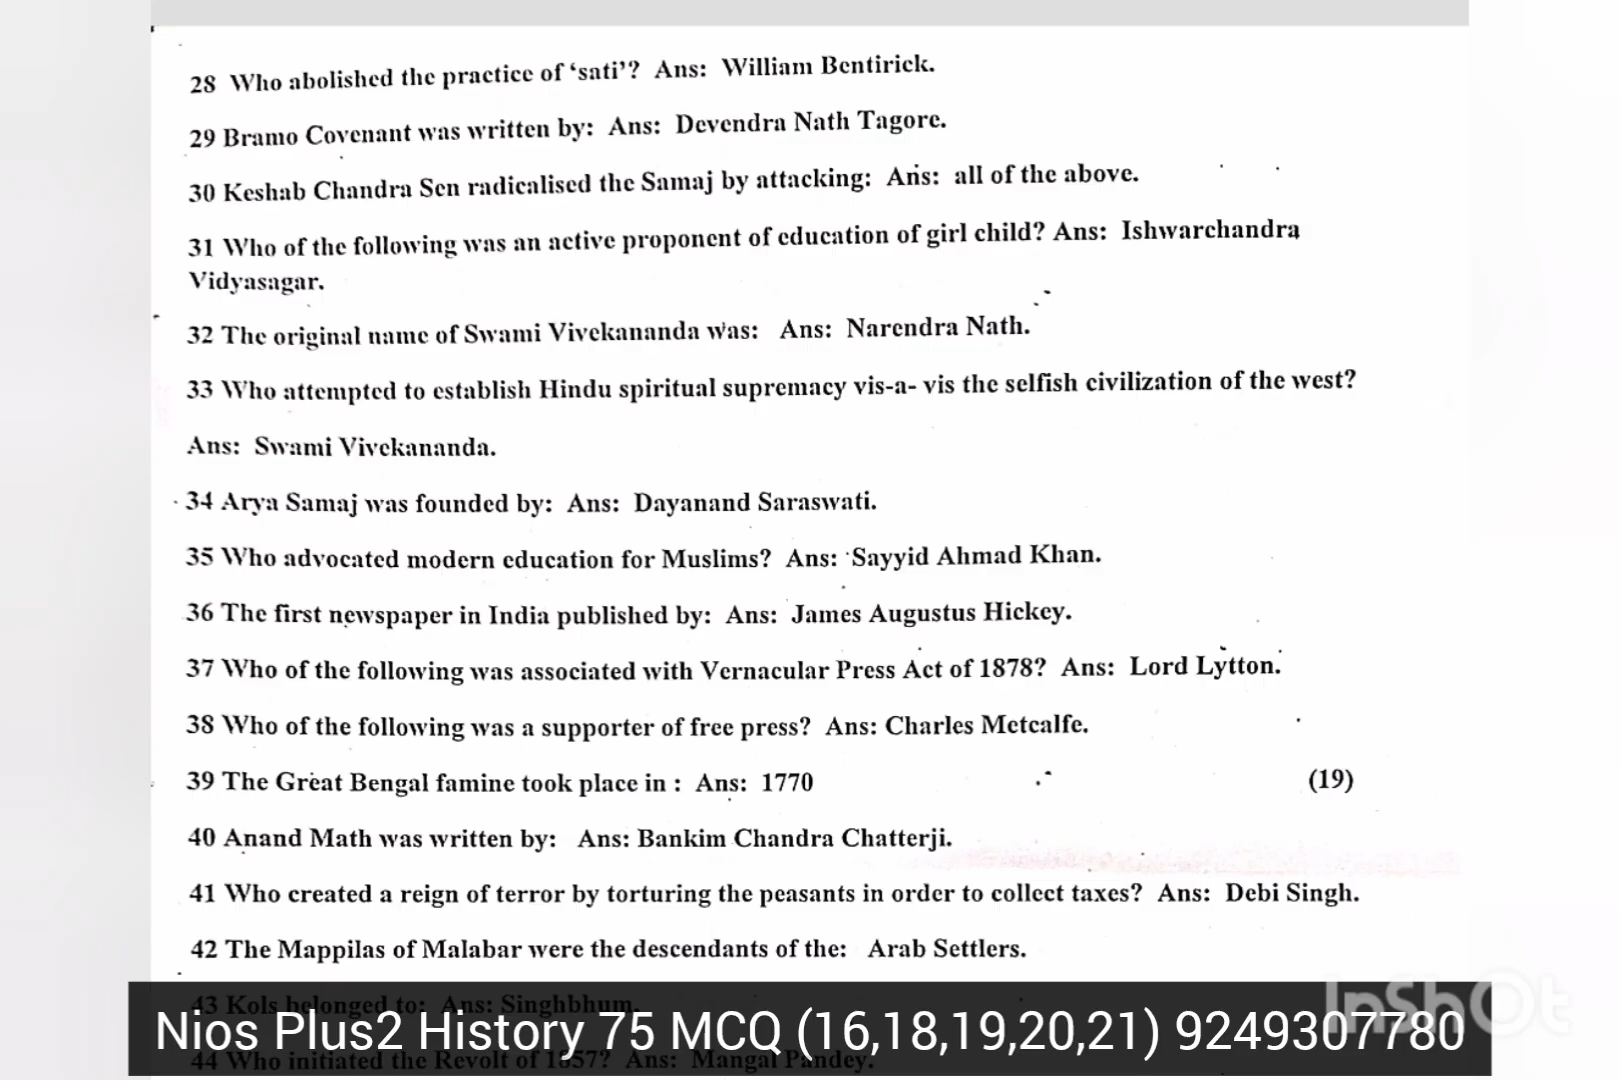 28 Who abolished the practice of ‘sati’? Ans: William Bentirick.
29 Bramo Covenant was written by: Ans: Devendra Nath Tagore.
30 Keshab Chandra Sen radicalised the Samaj by attacking: Ans: all of the above.
31 Who of the following was an active proponent of education of girl child? Ans: Ishwarchandra
Vidyasagar.
32 The original name of Swami Vivekananda was: Ans: Narendra Nath.
33 Who attempted to establish Hindu spiritual supremacy vis-a- vis the selfish civilization of the west?
Ans: Swami Vivekananda.
34 Arya Samaj was founded by: Ans: Dayanand Saraswati.
35 Who advocated modern education for Muslims? Ans: Sayyid Ahmad Khan.
36 The first newspaper in India published by: Ans: James Augustus Hickey.
37 Who of the following was associated with Vernacular Press Act of 1878? Ans: Lord Lytton.
38 Who of the following was a supporter of free press? Ans: Charles Metcalfe.
39 The Great Bengal famine took place in : Ans: 1770 (19)
40 Anand Math was written by: Ans: Bankim Chandra Chatterji.
41 Who created a reign of terror by torturing the peasants in order to collect taxes? Ans: Debi Singh.
42 The Mappilas of Malabar were the descendants of the: Arab Settlers.
43 Kols belonged to: Ans: Singhbhum.
InShOt
Nios Plus2 History 75 MCQ (16,18,19,20,21) 9249307780
44 Who initiated the Revolt of 1857? Ans: Mangal Pandey.